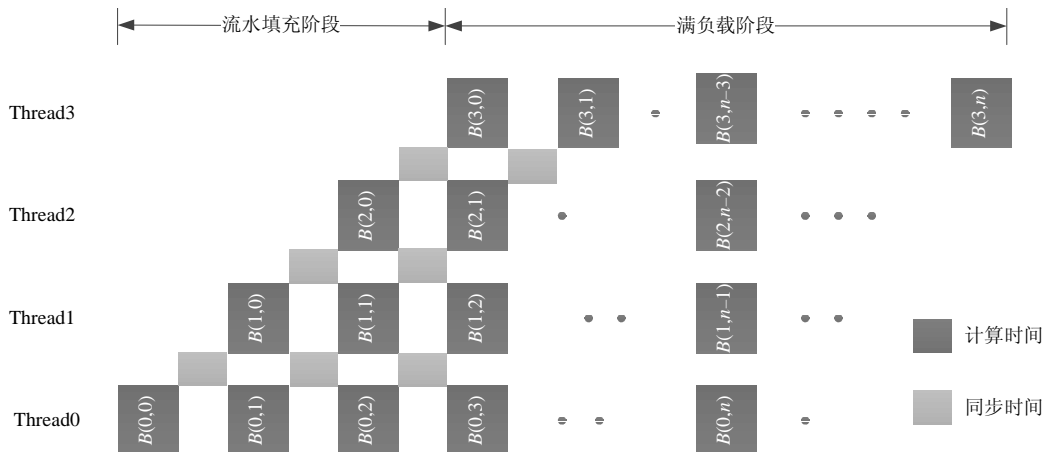 流水填充阶段 满负载阶段
Thread3 B(3,0) B(3,1) B(3,n−3) B(3,n)
Thread2 B(2,0) B(2,1) B(2,n−2)
Thread1 B(1,0) B(1,1) B(1,2) B(1,n−1)
计算时间
Thread0 B(0,0) B(0,1) B(0,2) B(0,3) B(0,n)
同步时间